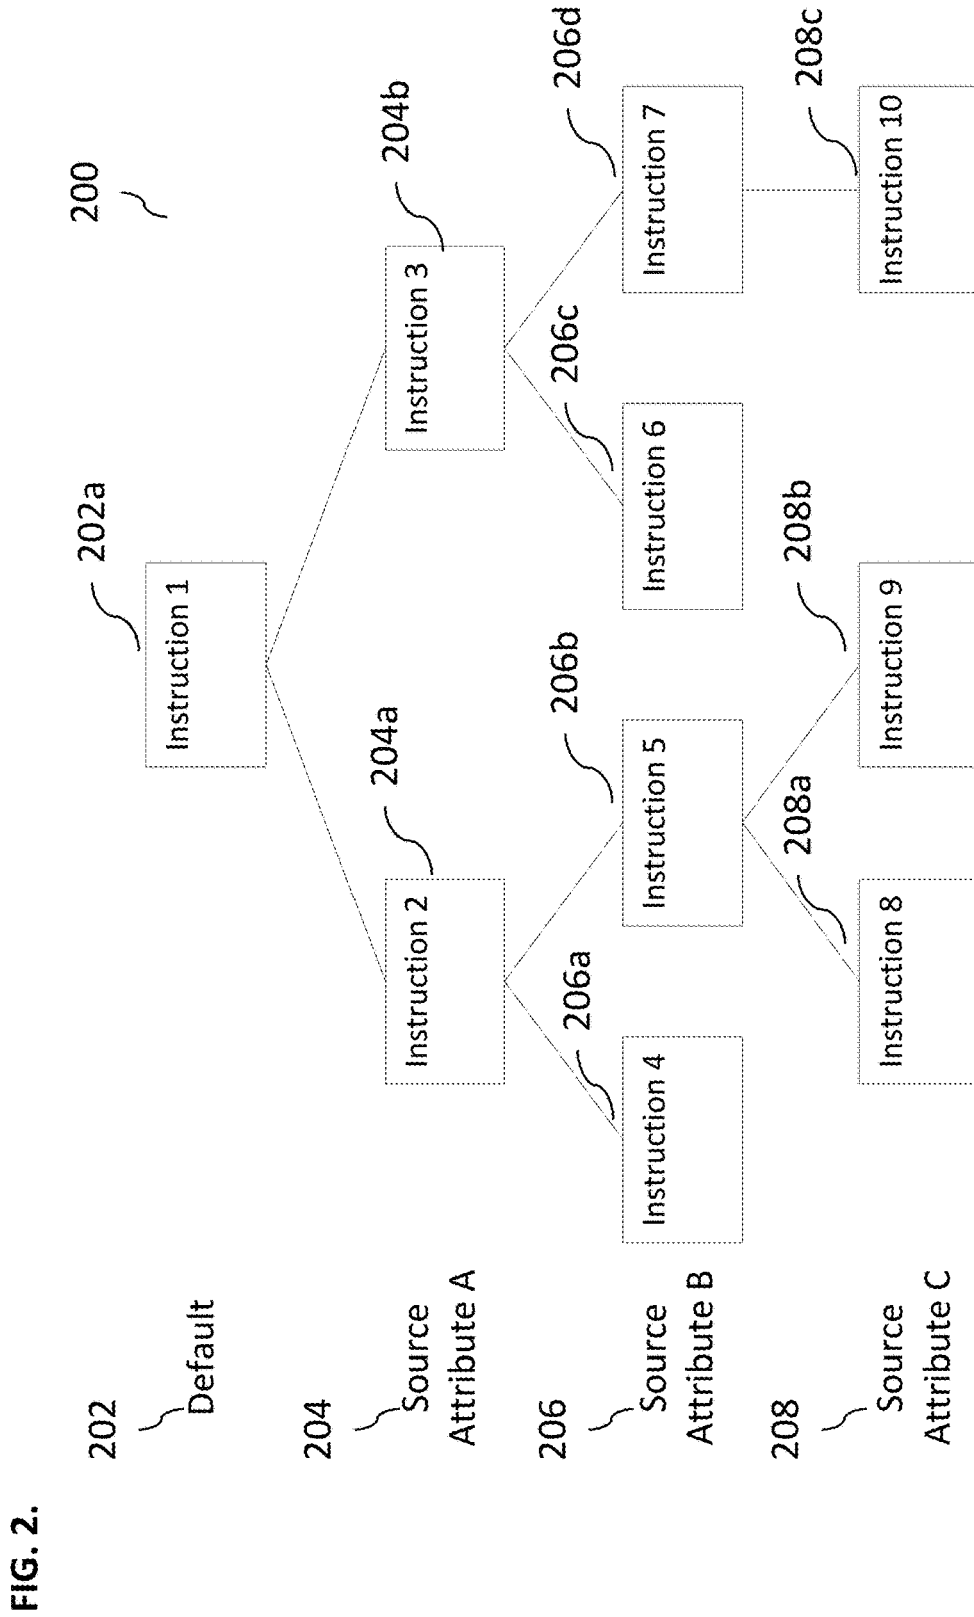 FIG. 2.
200
202
Default
202a
Instruction 1
204
Source
Attribute A
204a
Instruction 2
204b
Instruction 3
206
Source
Attribute B
206a
Instruction 4
206b
Instruction 5
206c
Instruction 6
206d
Instruction 7
208
Source
Attribute C
208a
Instruction 8
208b
Instruction 9
208c
Instruction 10